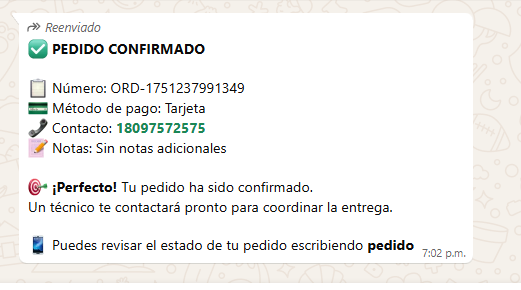 Reenviado
✅ PEDIDO CONFIRMADO
📋 Número: ORD-1751237991349
💳 Método de pago: Tarjeta
📞 Contacto: 18097572575
📝 Notas: Sin notas adicionales
🎯 ¡Perfecto! Tu pedido ha sido confirmado.
Un técnico te contactará pronto para coordinar la entrega.
📱 Puedes revisar el estado de tu pedido escribiendo pedido
7:02 p.m.